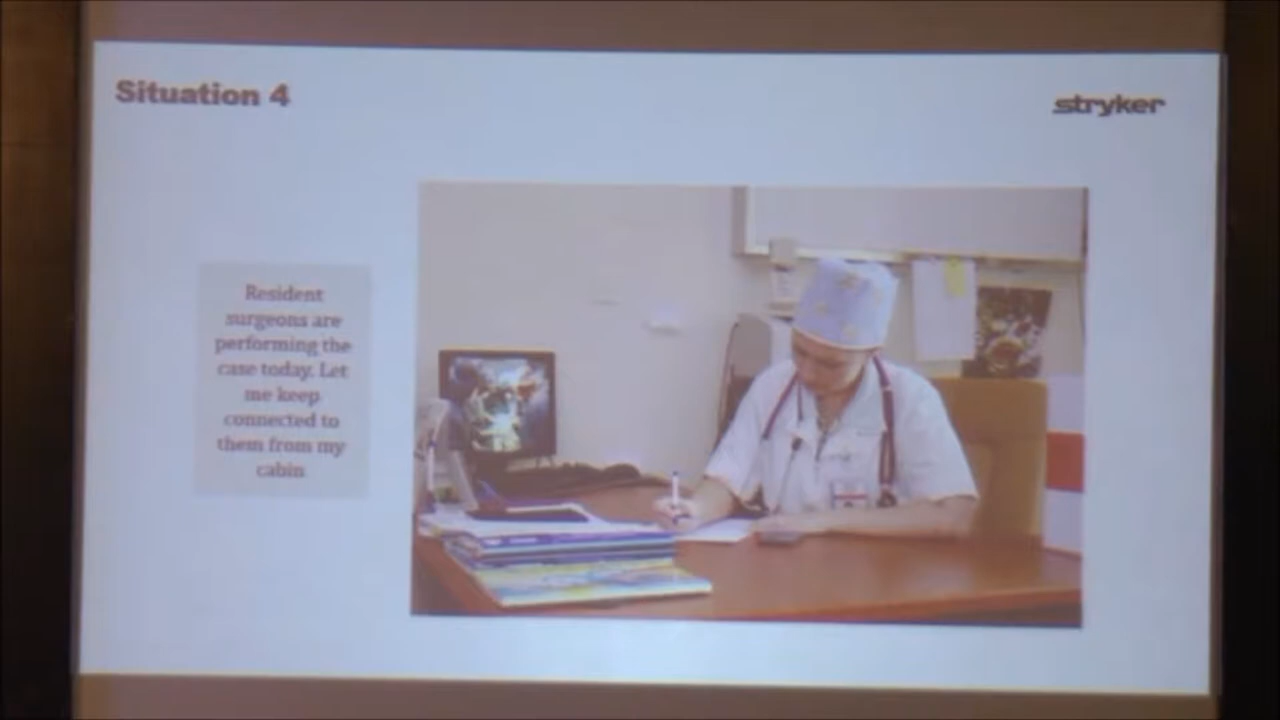 Situation 4
stryker
Resident
surgeons are
performing the
case today. Let
me keep
connected to
them from my
cabin